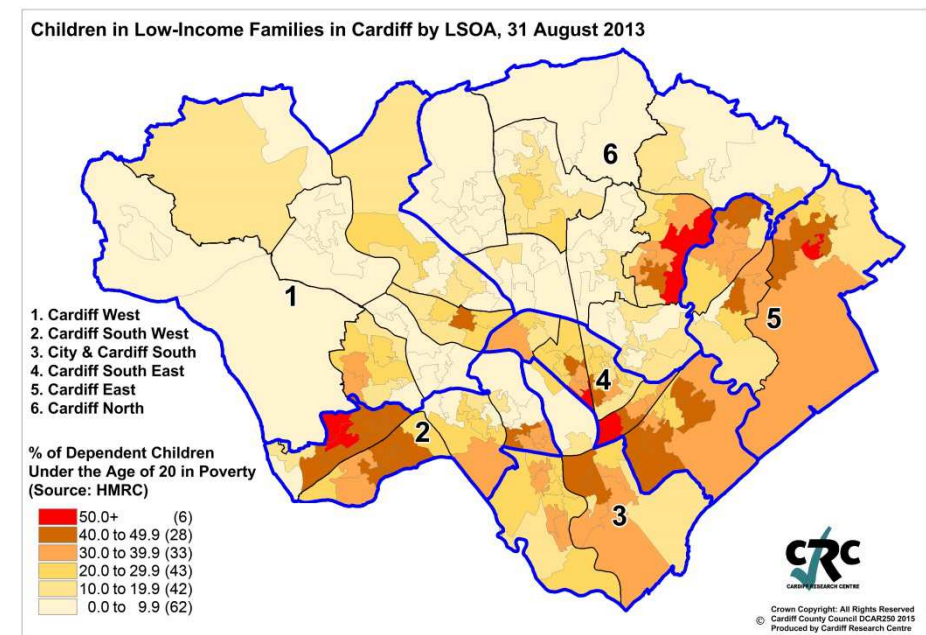 Children in Low-Income Families in Cardiff by LSOA, 31 August 2013
6
1
5
4
2
3
1. Cardiff West
2. Cardiff South West
3. City & Cardiff South
4. Cardiff South East
5. Cardiff East
6. Cardiff North
% of Dependent Children
Under the Age of 20 in Poverty
(Source: HMRC)
50.0+ (6)
40.0 to 49.9 (28)
30.0 to 39.9 (33)
20.0 to 29.9 (43)
10.0 to 19.9 (42)
0.0 to 9.9 (62)
CRC
CARDIFF RESEARCH CENTRE
Crown Copyright: All Rights Reserved
© Cardiff County Council DCAR250 2015
Produced by Cardiff Research Centre